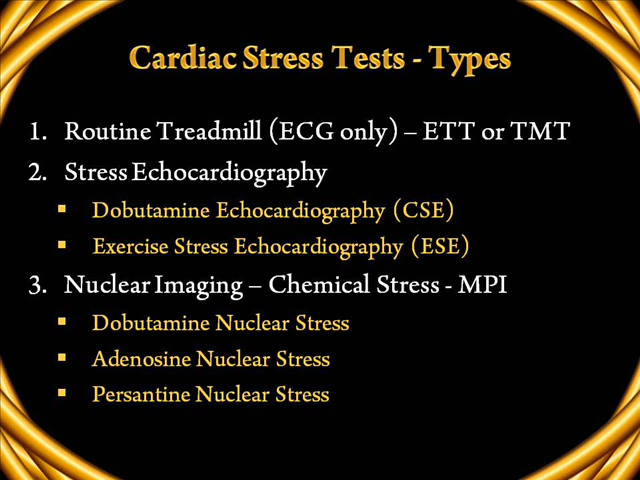 Cardiac Stress Tests - Types
1. Routine Treadmill (ECG only) – ETT or TMT
2. Stress Echocardiography
▪ Dobutamine Echocardiography (CSE)
▪ Exercise Stress Echocardiography (ESE)
3. Nuclear Imaging – Chemical Stress - MPI
▪ Dobutamine Nuclear Stress
▪ Adenosine Nuclear Stress
▪ Persantine Nuclear Stress